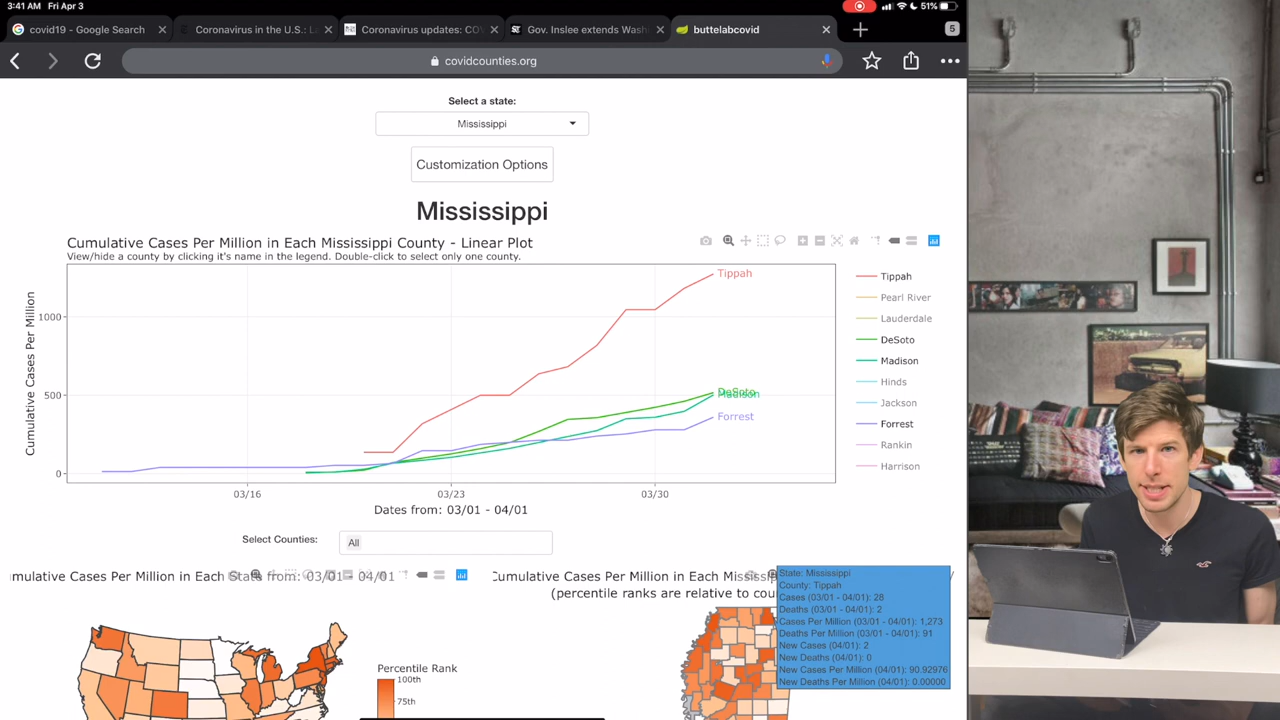 3:41 AM Fri Apr 3
51%
covid19 - Google Search
Coronavirus in the U.S.: L
Coronavirus updates: CO
Gov. Inslee extends Wash
buttelabcovid
5
covidcounties.org
Select a state:
Mississippi
Customization Options
Mississippi
Cumulative Cases Per Million in Each Mississippi County - Linear Plot
View/hide a county by clicking it's name in the legend. Double-click to select only one county.
Cumulative Cases Per Million
1000
500
0
03/16
03/23
03/30
Dates from: 03/01 - 04/01
Tippah
DeSoto
Madison
Forrest
Tippah
Pearl River
Lauderdale
DeSoto
Madison
Hinds
Jackson
Forrest
Rankin
Harrison
Select Counties:
All
mulative Cases Per Million in Each State from: 03/01 - 04/01
Percentile Rank
100th
75th
Cumulative Cases Per Million in Each Mississip
(percentile ranks are relative to cou
State: Mississippi
County: Tippah
Cases (03/01 - 04/01): 28
Deaths (03/01 - 04/01): 2
Cases Per Million (03/01 - 04/01): 1,273
Deaths Per Million (03/01 - 04/01): 91
New Cases (04/01): 2
New Deaths (04/01): 0
New Cases Per Million (04/01): 90.92976
New Deaths Per Million (04/01): 0.00000